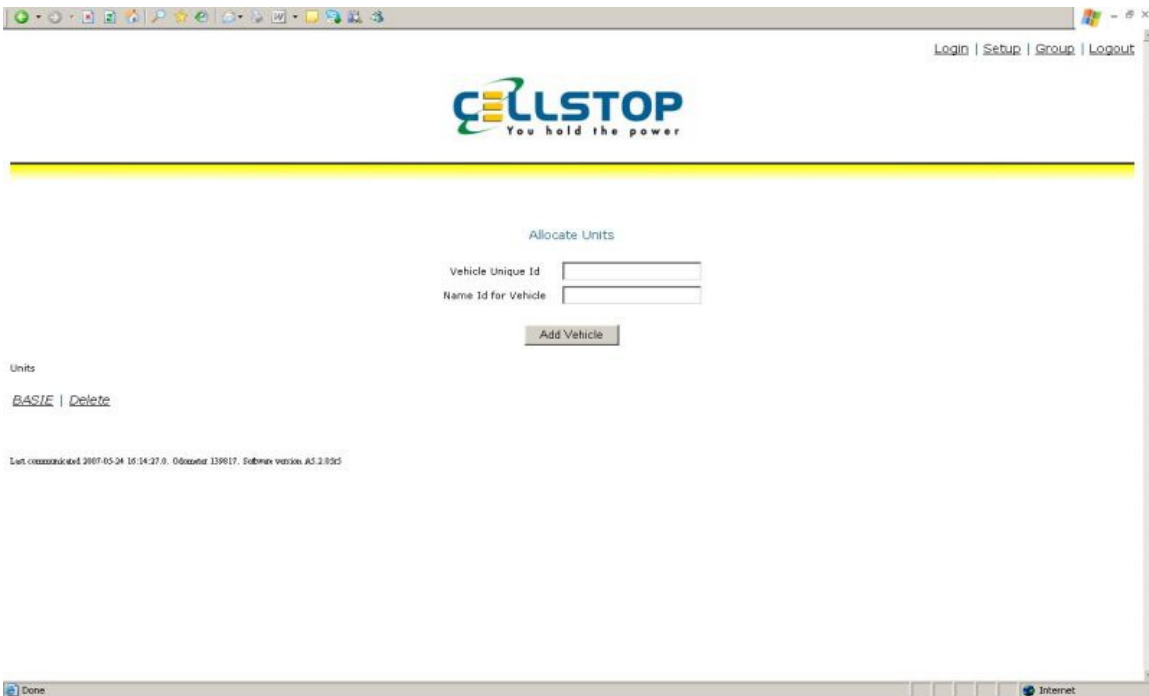 Login | Setup | Group | Logout
CELLSTOP
You hold the power
Allocate Units
Vehicle Unique Id
Name Id for Vehicle
Add Vehicle
Units
BASIE | Delete
Last communicated 2007-05-24 16:14:27.0. Odometer 139817. Software version A5.2.05r5
Done
Internet